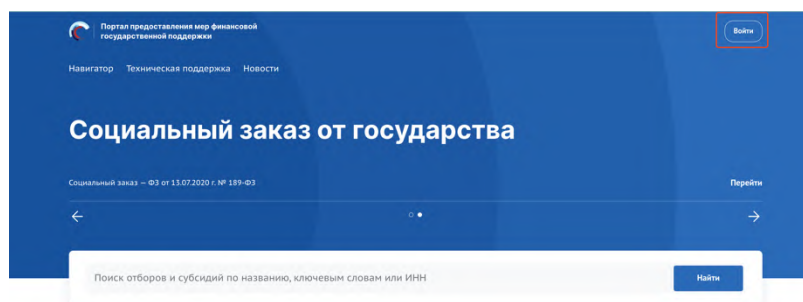 Портал предоставления мер финансовой
государственной поддержки
Войти
Навигатор Техническая поддержка Новости
Социальный заказ от государства
Социальный заказ — ФЗ от 13.07.2020 г. № 189-ФЗ
Перейти
Поиск отборов и субсидий по названию, ключевым словам или ИНН
Найти